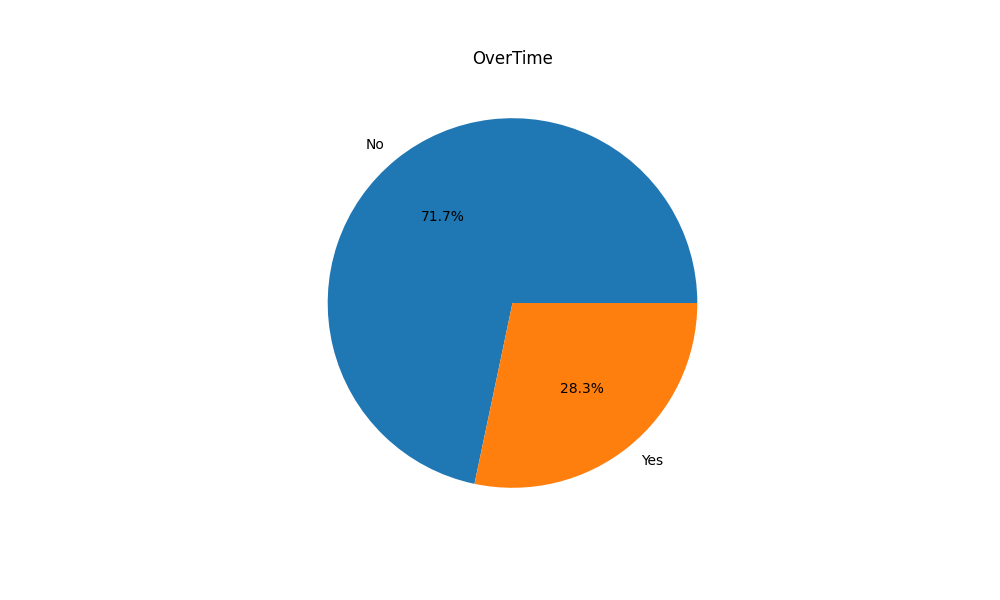 OverTime
No
71.7%
28.3%
Yes